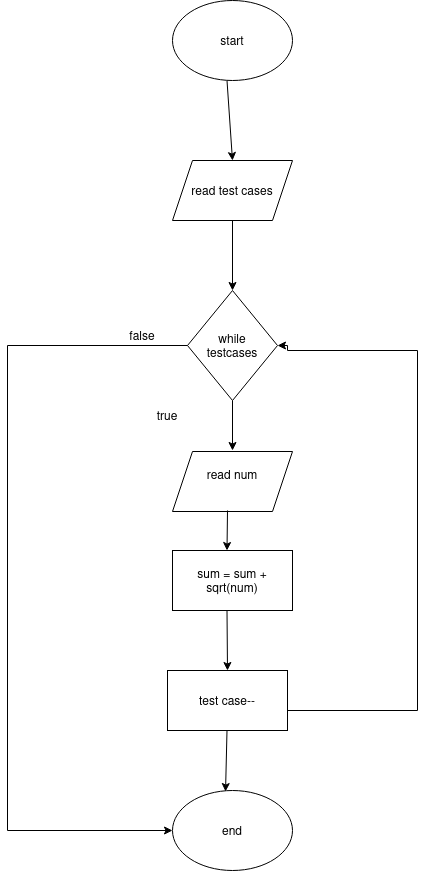 start
read test cases
while
testcases
false
true
read num
sum = sum +
sqrt(num)
test case--
end